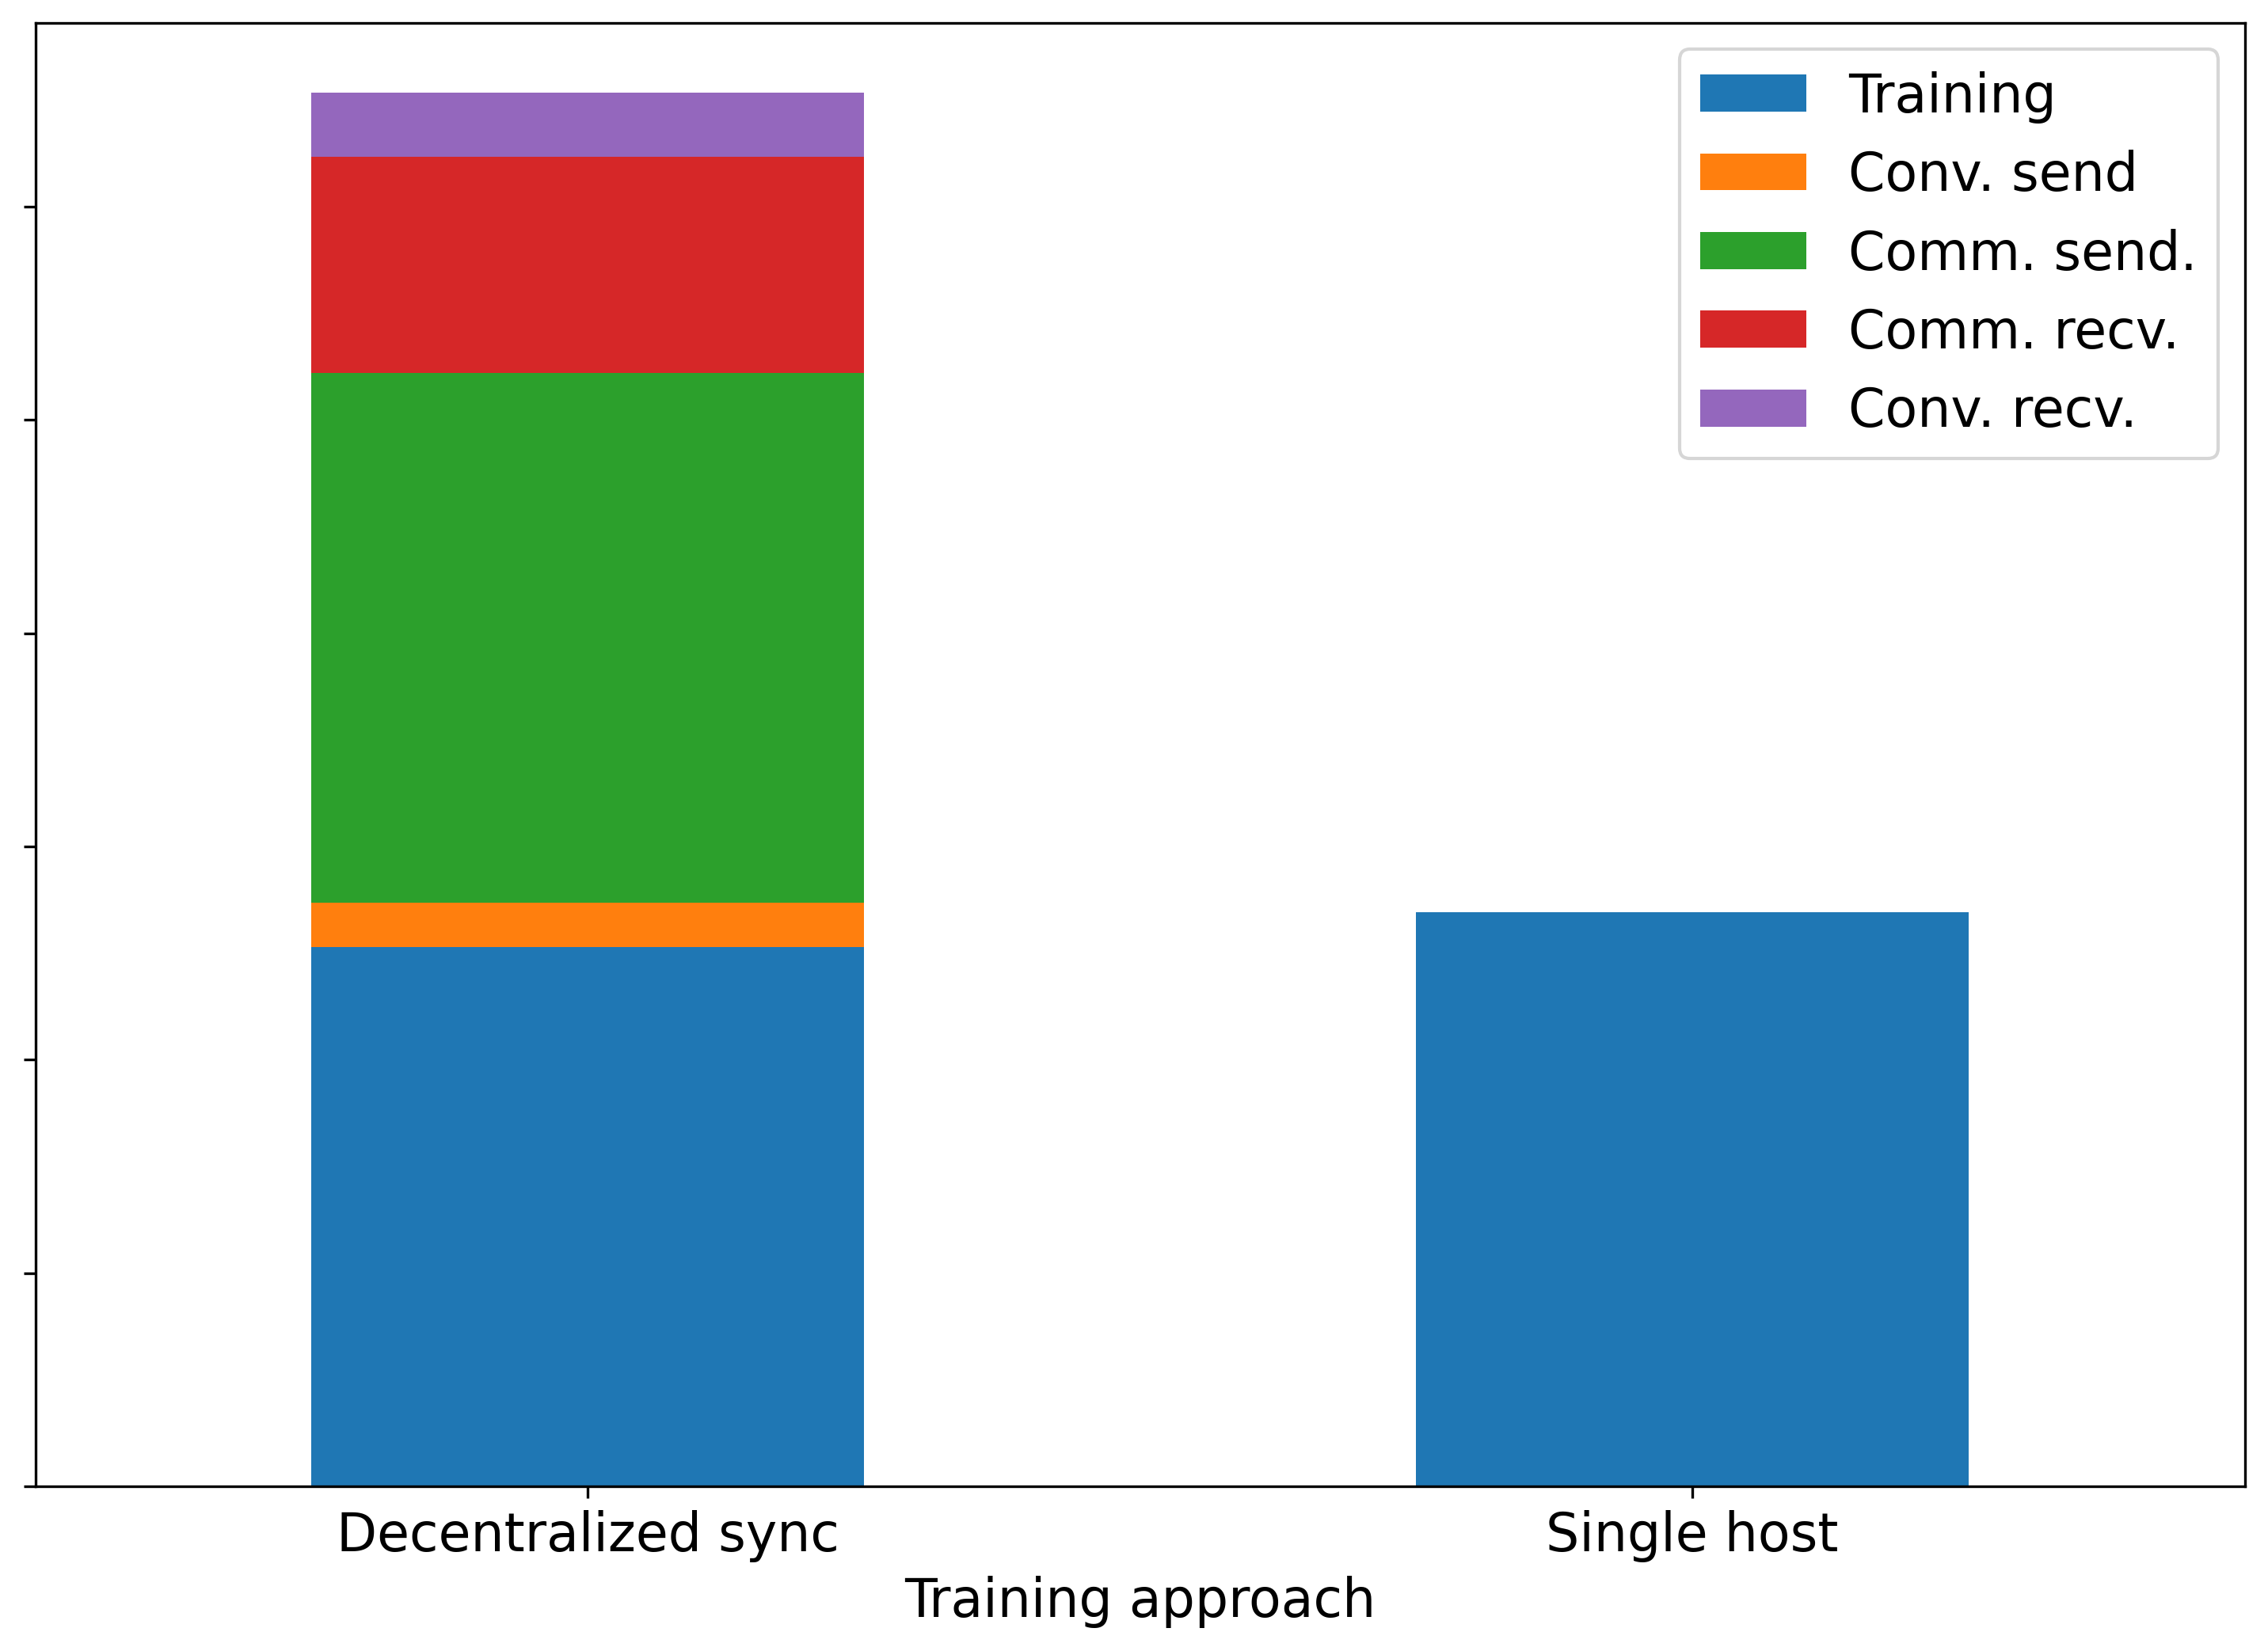 Training
Conv. send
Comm. send.
Comm. recv.
Conv. recv.
Decentralized sync
Single host
Training approach